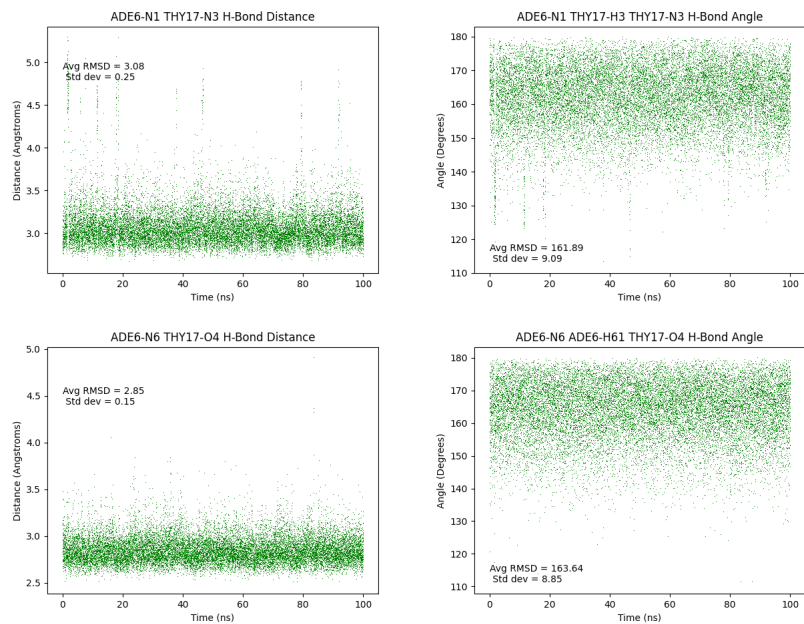 ADE6-N1 THY17-N3 H-Bond Distance
Distance (Angstroms)
5.0
4.5
4.0
3.5
3.0
Avg RMSD = 3.08
Std dev = 0.25
0 20 40 60 80 100
Time (ns)
ADE6-N1 THY17-H3 THY17-N3 H-Bond Angle
Angle (Degrees)
180
170
160
150
140
130
120
110
Avg RMSD = 161.89
Std dev = 9.09
0 20 40 60 80 100
Time (ns)
ADE6-N6 THY17-O4 H-Bond Distance
Distance (Angstroms)
5.0
4.5
4.0
3.5
3.0
2.5
Avg RMSD = 2.85
Std dev = 0.15
0 20 40 60 80 100
Time (ns)
ADE6-N6 ADE6-H61 THY17-O4 H-Bond Angle
Angle (Degrees)
180
170
160
150
140
130
120
110
Avg RMSD = 163.64
Std dev = 8.85
0 20 40 60 80 100
Time (ns)